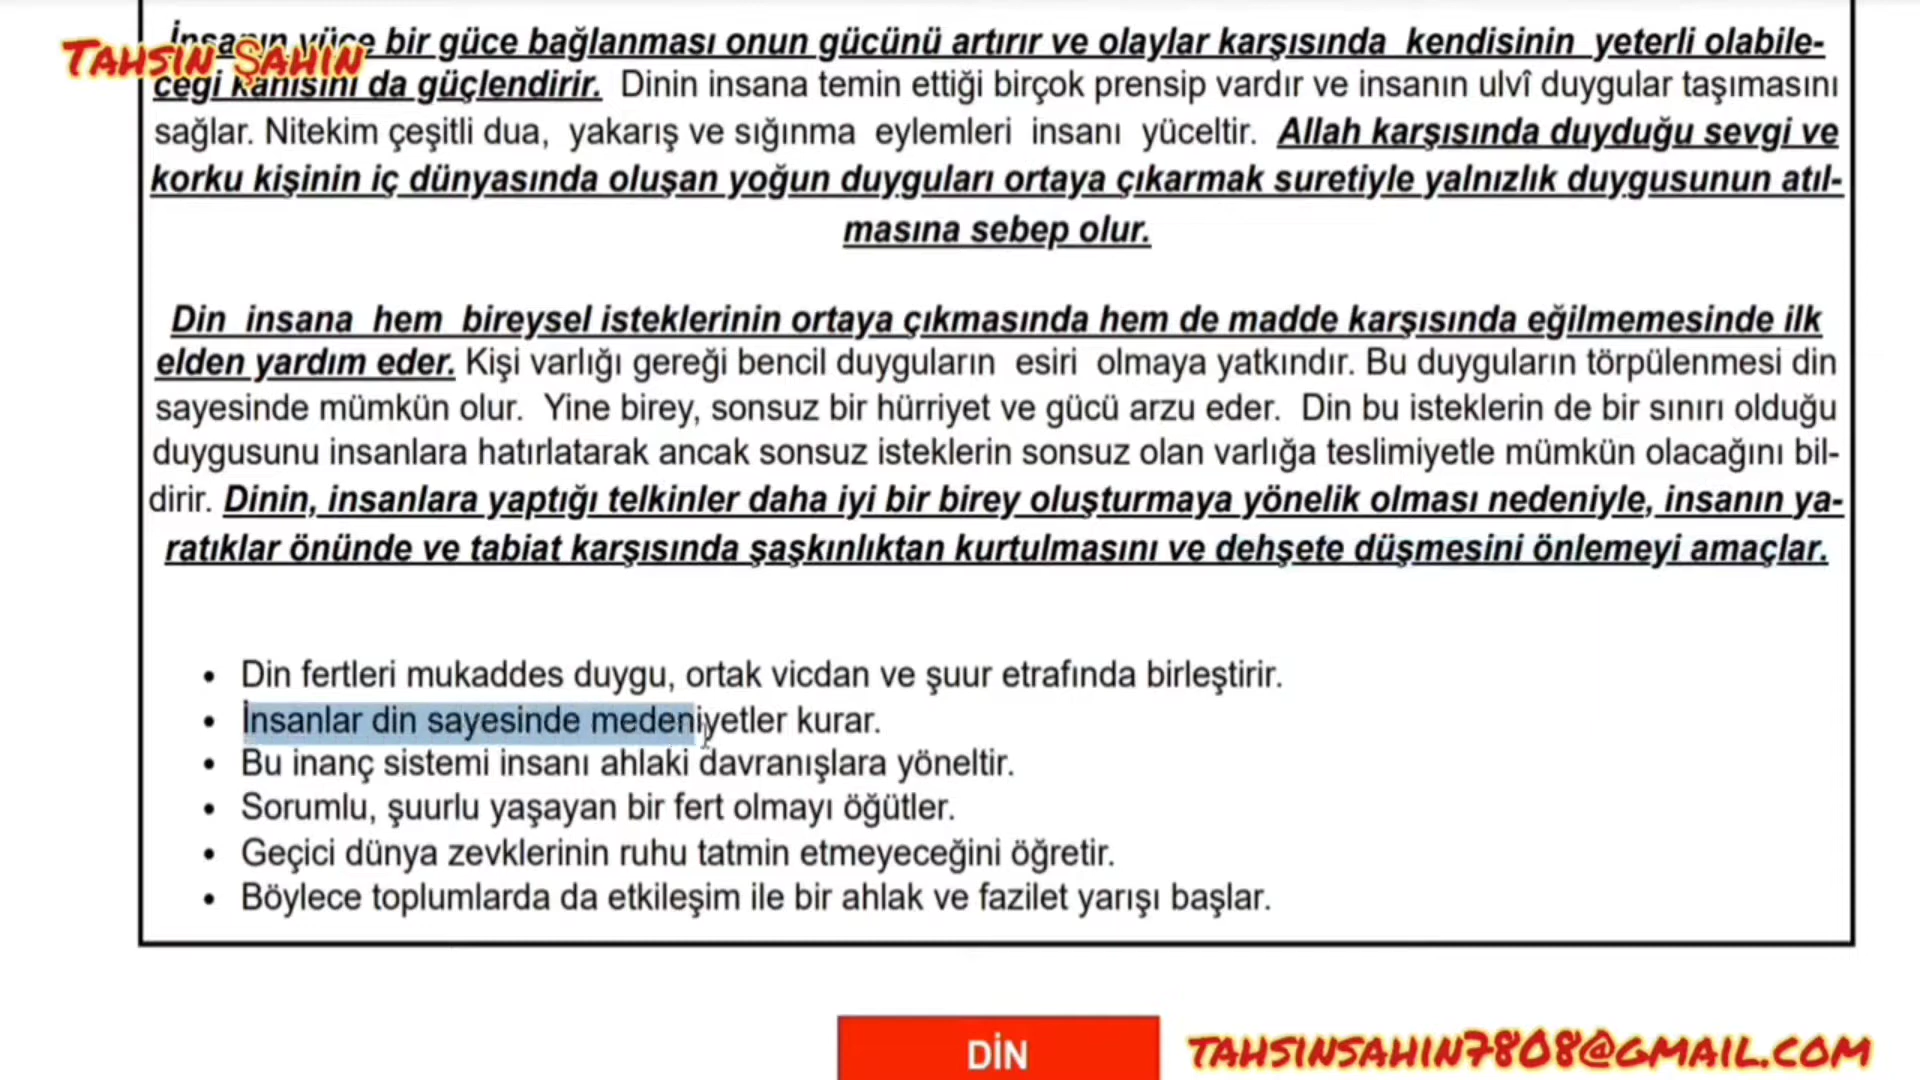 İnsanın yüce bir güce bağlanması onun gücünü artırır ve olaylar karşısında kendisinin yeterli olabile-
Tahsin Şahin
ceği kanısını da güçlendirir. Dinin insana temin ettiği birçok prensip vardır ve insanın ulvî duygular taşımasını
sağlar. Nitekim çeşitli dua, yakarış ve sığınma eylemleri insanı yüceltir. Allah karşısında duyduğu sevgi ve
korku kişinin iç dünyasında oluşan yoğun duyguları ortaya çıkarmak suretiyle yalnızlık duygusunun atıl-
masına sebep olur.
Din insana hem bireysel isteklerinin ortaya çıkmasında hem de madde karşısında eğilmemesinde ilk
elden yardım eder. Kişi varlığı gereği bencil duyguların esiri olmaya yatkındır. Bu duyguların törpülenmesi din
sayesinde mümkün olur. Yine birey, sonsuz bir hürriyet ve gücü arzu eder. Din bu isteklerin de bir sınırı olduğu
duygusunu insanlara hatırlatarak ancak sonsuz isteklerin sonsuz olan varlığa teslimiyetle mümkün olacağını bil-
dirir. Dinin, insanlara yaptığı telkinler daha iyi bir birey oluşturmaya yönelik olması nedeniyle, insanın ya-
ratıklar önünde ve tabiat karşısında şaşkınlıktan kurtulmasını ve dehşete düşmesini önlemeyi amaçlar.
• Din fertleri mukaddes duygu, ortak vicdan ve şuur etrafında birleştirir.
• İnsanlar din sayesinde medeniyetler kurar.
• Bu inanç sistemi insanı ahlaki davranışlara yöneltir.
• Sorumlu, şuurlu yaşayan bir fert olmayı öğütler.
• Geçici dünya zevklerinin ruhu tatmin etmeyeceğini öğretir.
• Böylece toplumlarda da etkileşim ile bir ahlak ve fazilet yarışı başlar.
DİN
tahsinsahin7808@gmail.com